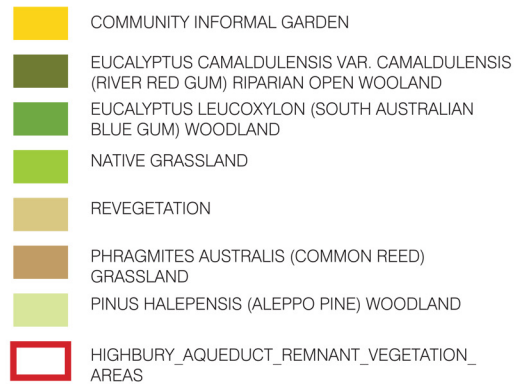 COMMUNITY INFORMAL GARDEN
EUCALYPTUS CAMALDULENSIS VAR. CAMALDULENSIS
(RIVER RED GUM) RIPARIAN OPEN WOOLAND
EUCALYPTUS LEUCOXYLON (SOUTH AUSTRALIAN
BLUE GUM) WOODLAND
NATIVE GRASSLAND
REVEGETATION
PHRAGMITES AUSTRALIS (COMMON REED)
GRASSLAND
PINUS HALEPENSIS (ALEPPO PINE) WOODLAND
HIGHBURY_AQUEDUCT_REMNANT_VEGETATION_
AREAS